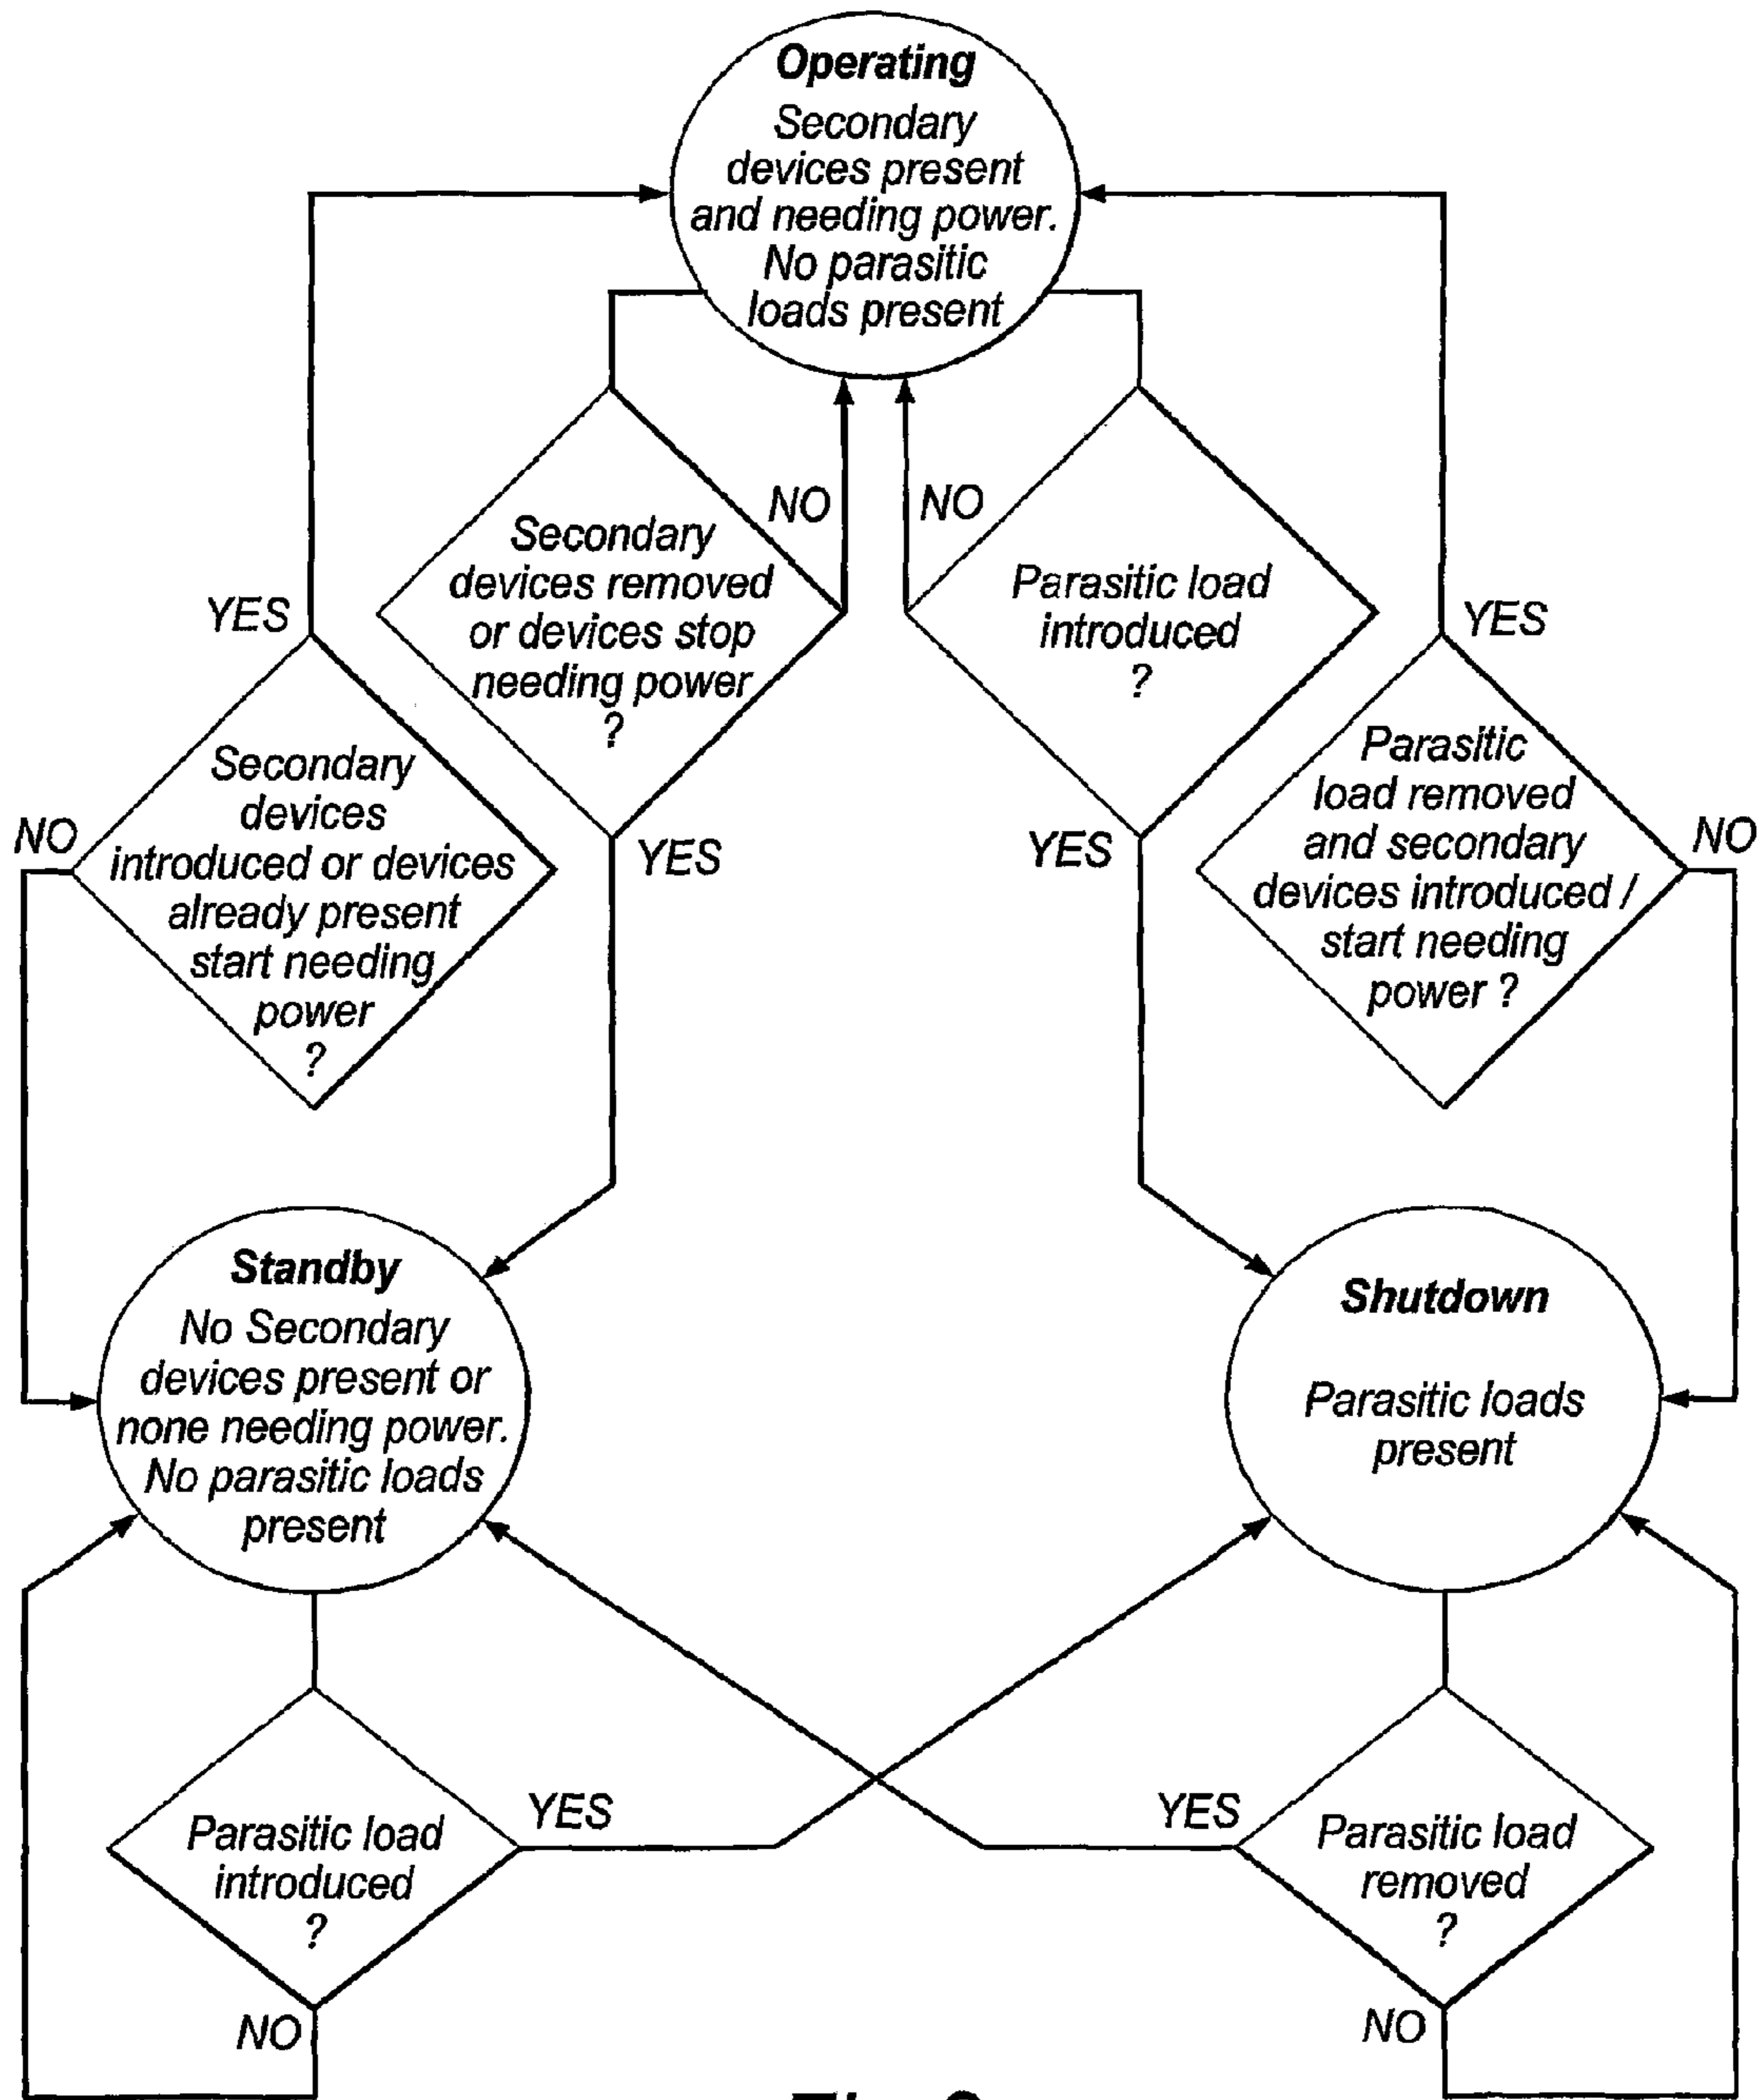 Operating
Secondary
devices present
and needing power.
No parasitic
loads present
NO
NO
Secondary
devices removed
or devices stop
needing power
?
Parasitic load
introduced
?
YES
YES
Secondary
devices
introduced or devices
already present
start needing
power
?
Parasitic
load removed
and secondary
devices introduced /
start needing
power ?
NO
YES
YES
NO
Standby
No Secondary
devices present or
none needing power.
No parasitic loads
present
Shutdown
Parasitic loads
present
YES
YES
Parasitic load
introduced
?
Parasitic load
removed
?
NO
NO